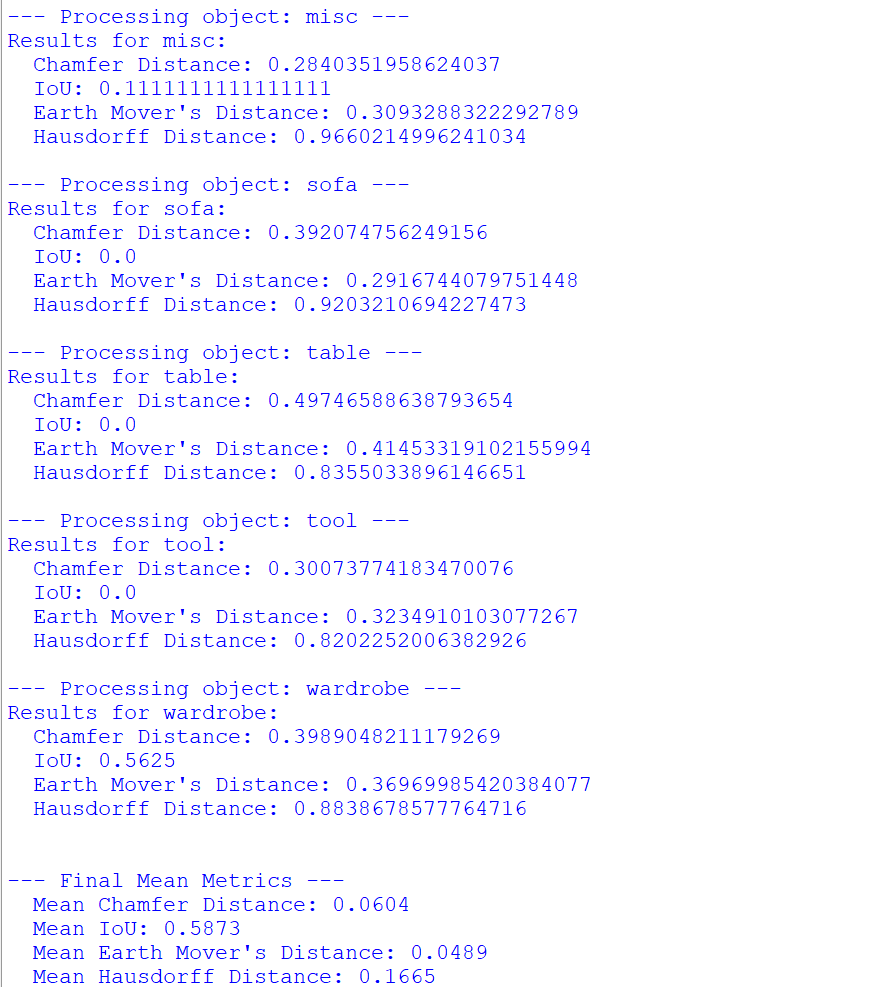 --- Processing object: misc ---
Results for misc:
  Chamfer Distance: 0.2840351958624037
  IoU: 0.1111111111111111
  Earth Mover's Distance: 0.3093288322292789
  Hausdorff Distance: 0.9660214996241034

--- Processing object: sofa ---
Results for sofa:
  Chamfer Distance: 0.392074756249156
  IoU: 0.0
  Earth Mover's Distance: 0.2916744079751448
  Hausdorff Distance: 0.9203210694227473

--- Processing object: table ---
Results for table:
  Chamfer Distance: 0.49746588638793654
  IoU: 0.0
  Earth Mover's Distance: 0.41453319102155994
  Hausdorff Distance: 0.8355033896146651

--- Processing object: tool ---
Results for tool:
  Chamfer Distance: 0.30073774183470076
  IoU: 0.0
  Earth Mover's Distance: 0.3234910103077267
  Hausdorff Distance: 0.8202252006382926

--- Processing object: wardrobe ---
Results for wardrobe:
  Chamfer Distance: 0.3989048211179269
  IoU: 0.5625
  Earth Mover's Distance: 0.36969985420384077
  Hausdorff Distance: 0.8838678577764716

--- Final Mean Metrics ---
  Mean Chamfer Distance: 0.0604
  Mean IoU: 0.5873
  Mean Earth Mover's Distance: 0.0489
  Mean Hausdorff Distance: 0.1665